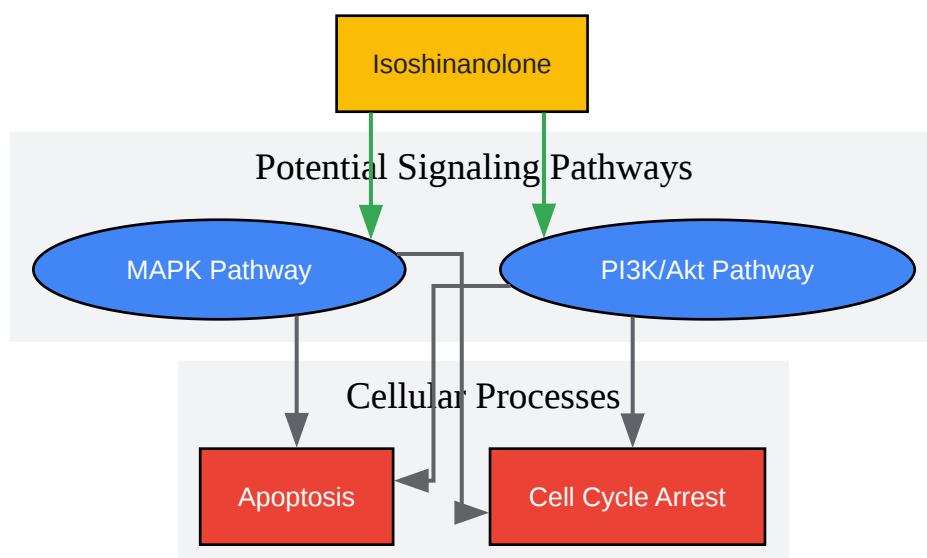 Isoshinanolone
Potential Signaling Pathways
MAPK Pathway
PI3K/Akt Pathway
Cellular Processes
Apoptosis
Cell Cycle Arrest